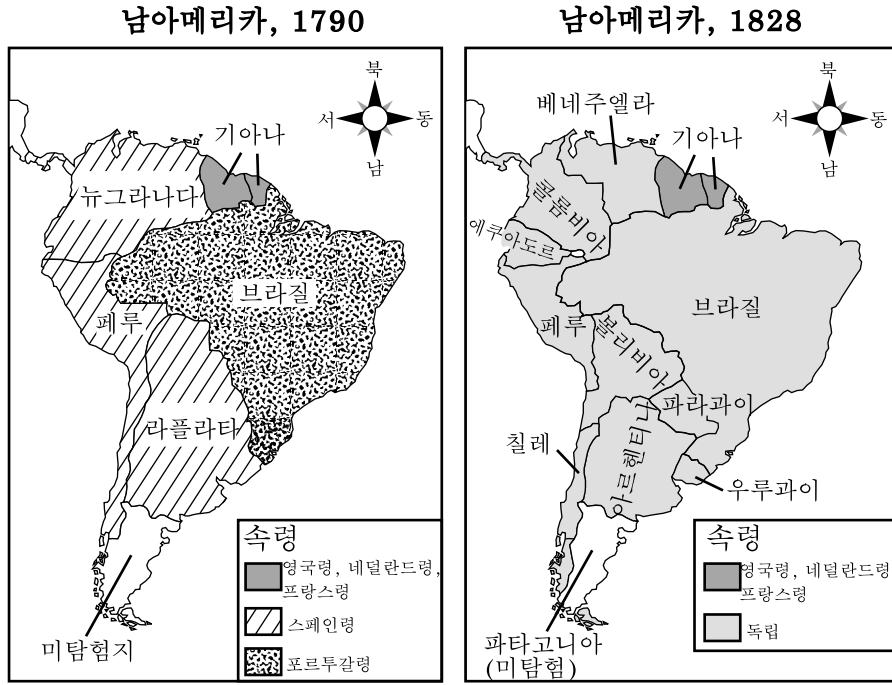 남아메리카, 1790
북
서
동
남
기아나
뉴그라나다
브라질
페루
라플라타
미탐험지
속령
영국령, 네덜란드령,
프랑스령
스페인령
포르투갈령
남아메리카, 1828
북
서
동
남
베네주엘라
기아나
콜롬비아
에쿠아도르
브라질
페루
볼리비아
파라과이
칠레
아르헨티나
우루과이
파타고니아
(미탐험)
속령
영국령, 네덜란드령
프랑스령
독립